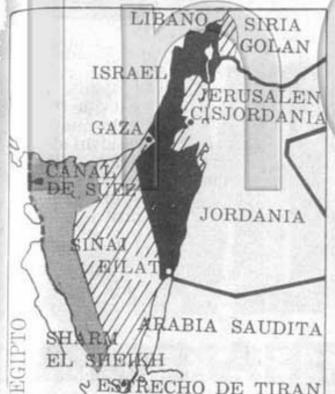 LIBANO
SIRIA
GOLAN
ISRAEL
JERUSALEN
CISJORDANIA
GAZA
CANAL
DE SUEZ
JORDANIA
SINAI
EILAT
ARABIA SAUDITA
SHARM
EL SHEIKH
EGIPTO
ESTRECHO DE TIRAN